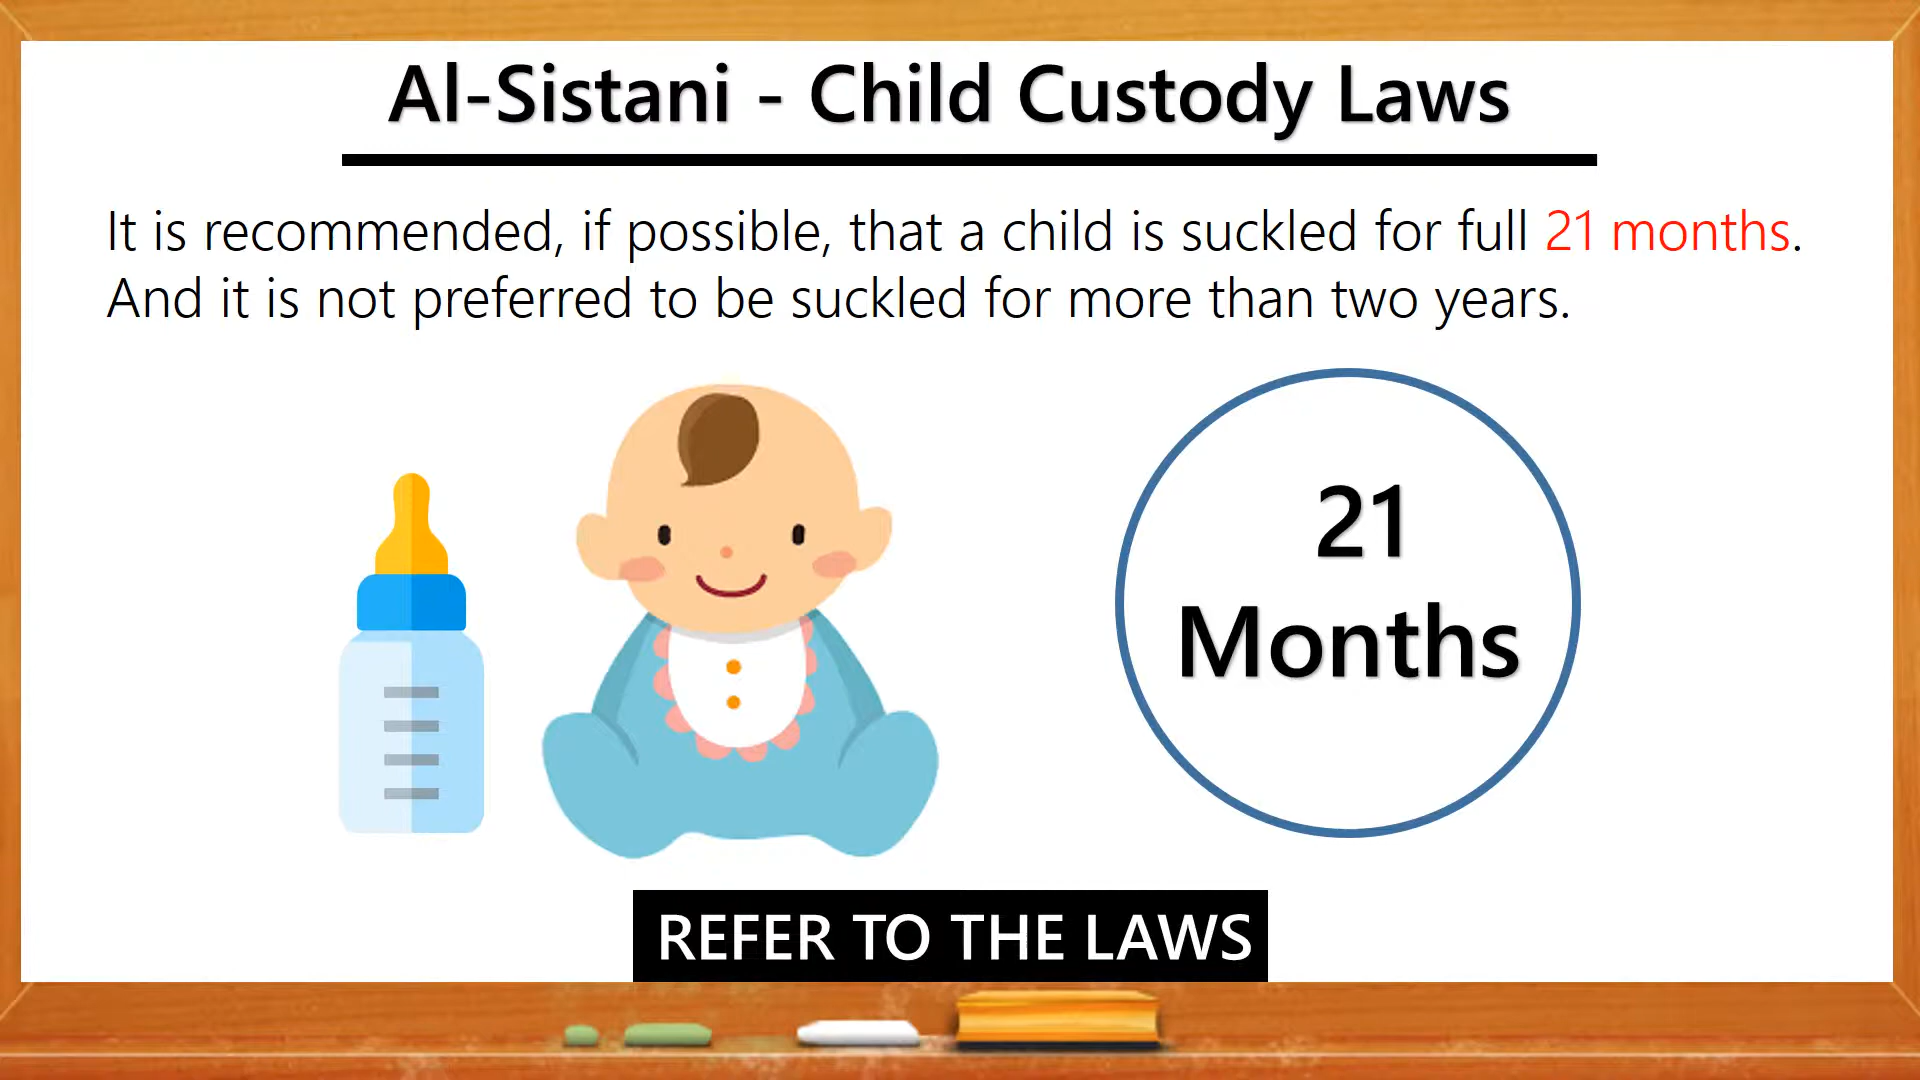 Al-Sistani - Child Custody Laws
It is recommended, if possible, that a child is suckled for full 21 months.
And it is not preferred to be suckled for more than two years.
21
Months
REFER TO THE LAWS